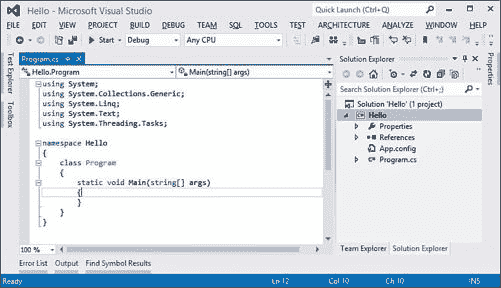 Hello - Microsoft Visual Studio
Quick Launch (Ctrl+Q)
FILE EDIT VIEW PROJECT BUILD DEBUG TEAM SQL TOOLS TEST ARCHITECTURE ANALYZE WINDOW HELP
Start Debug Any CPU
Test Explorer
Toolbox
Program.cs
Hello.Program
Main(string[] args)
using System;
using System.Collections.Generic;
using System.Linq;
using System.Text;
using System.Threading.Tasks;
namespace Hello
{
class Program
{
static void Main(string[] args)
{
}
}
}
100 %
Solution Explorer
Search Solution Explorer (Ctrl+;)
Solution 'Hello' (1 project)
Hello
Properties
References
App.config
Program.cs
Team Explorer Solution Explorer
Properties
Error List Output Find Symbol Results
Ln 12 Col 10 Ch 10 INS